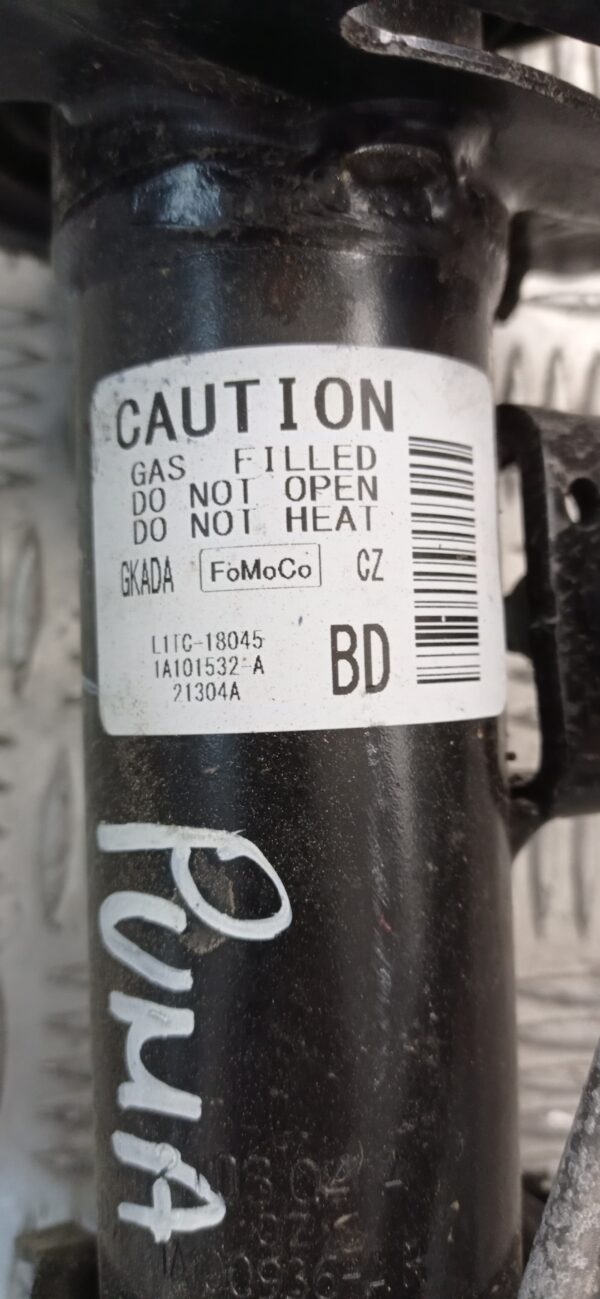 CAUTION
GAS FILLED
DO NOT OPEN
DO NOT HEAT
GKADA FoMoCo CZ
L1TC-18045
1A101532-A
21304A
BD
PUMA